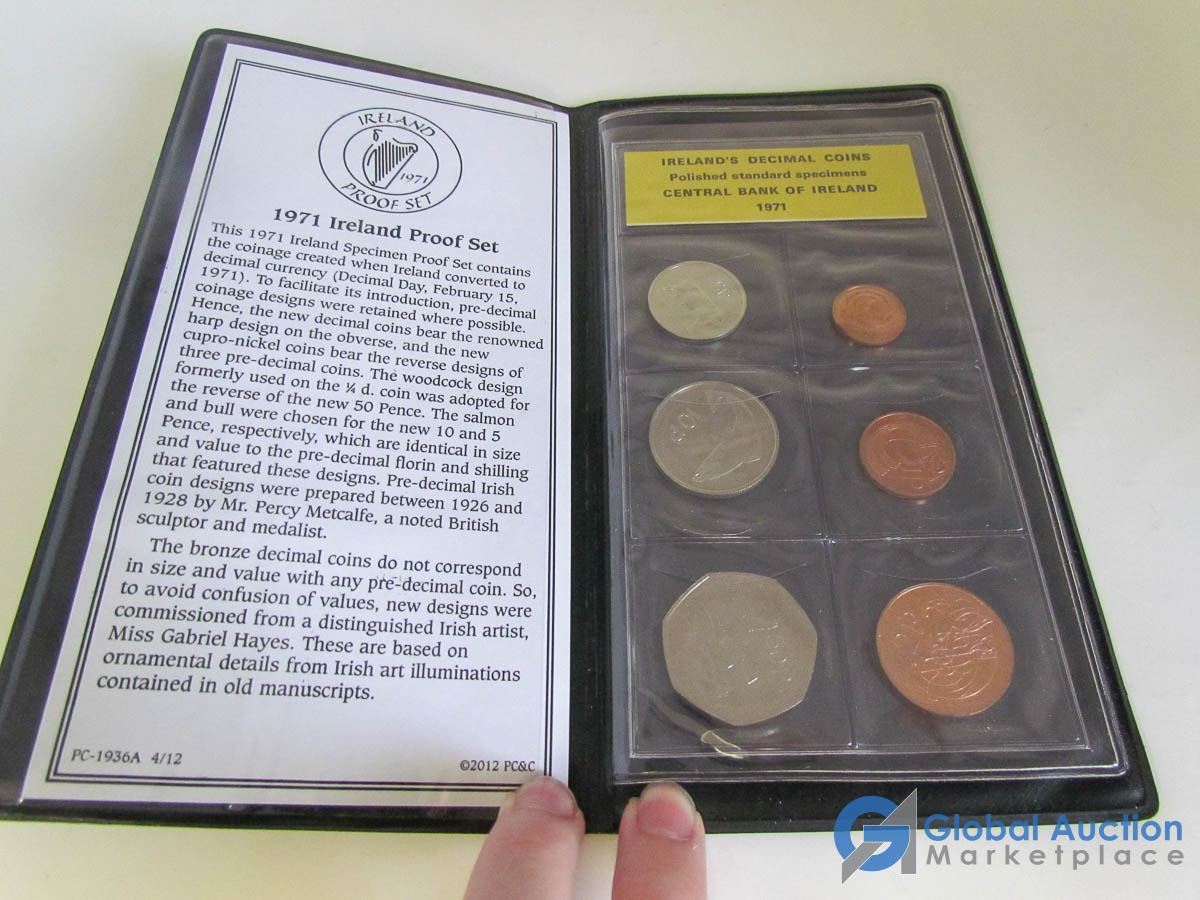 IRELAND
1971
PROOF SET
1971 Ireland Proof Set
This 1971 Ireland Specimen Proof Set contains
the coinage created when Ireland converted to
decimal currency (Decimal Day, February 15,
1971). To facilitate its introduction, pre-decimal
coinage designs were retained where possible.
Hence, the new decimal coins bear the renowned
harp design on the obverse, and the new
cupro-nickel coins bear the reverse designs of
three pre-decimal coins. The woodcock design
formerly used on the ¼ d. coin was adopted for
the reverse of the new 50 Pence. The salmon
and bull were chosen for the new 10 and 5
Pence, respectively, which are identical in size
and value to the pre-decimal florin and shilling
that featured these designs. Pre-decimal Irish
coin designs were prepared between 1926 and
1928 by Mr. Percy Metcalfe, a noted British
sculptor and medalist.
The bronze decimal coins do not correspond
in size and value with any pre-decimal coin. So,
to avoid confusion of values, new designs were
commissioned from a distinguished Irish artist,
Miss Gabriel Hayes. These are based on
ornamental details from Irish art illuminations
contained in old manuscripts.
PC-1936A 4/12
©2012 PC&C
IRELAND'S DECIMAL COINS
Polished standard specimens
CENTRAL BANK OF IRELAND
1971
10P
Global Auction
Marketplace